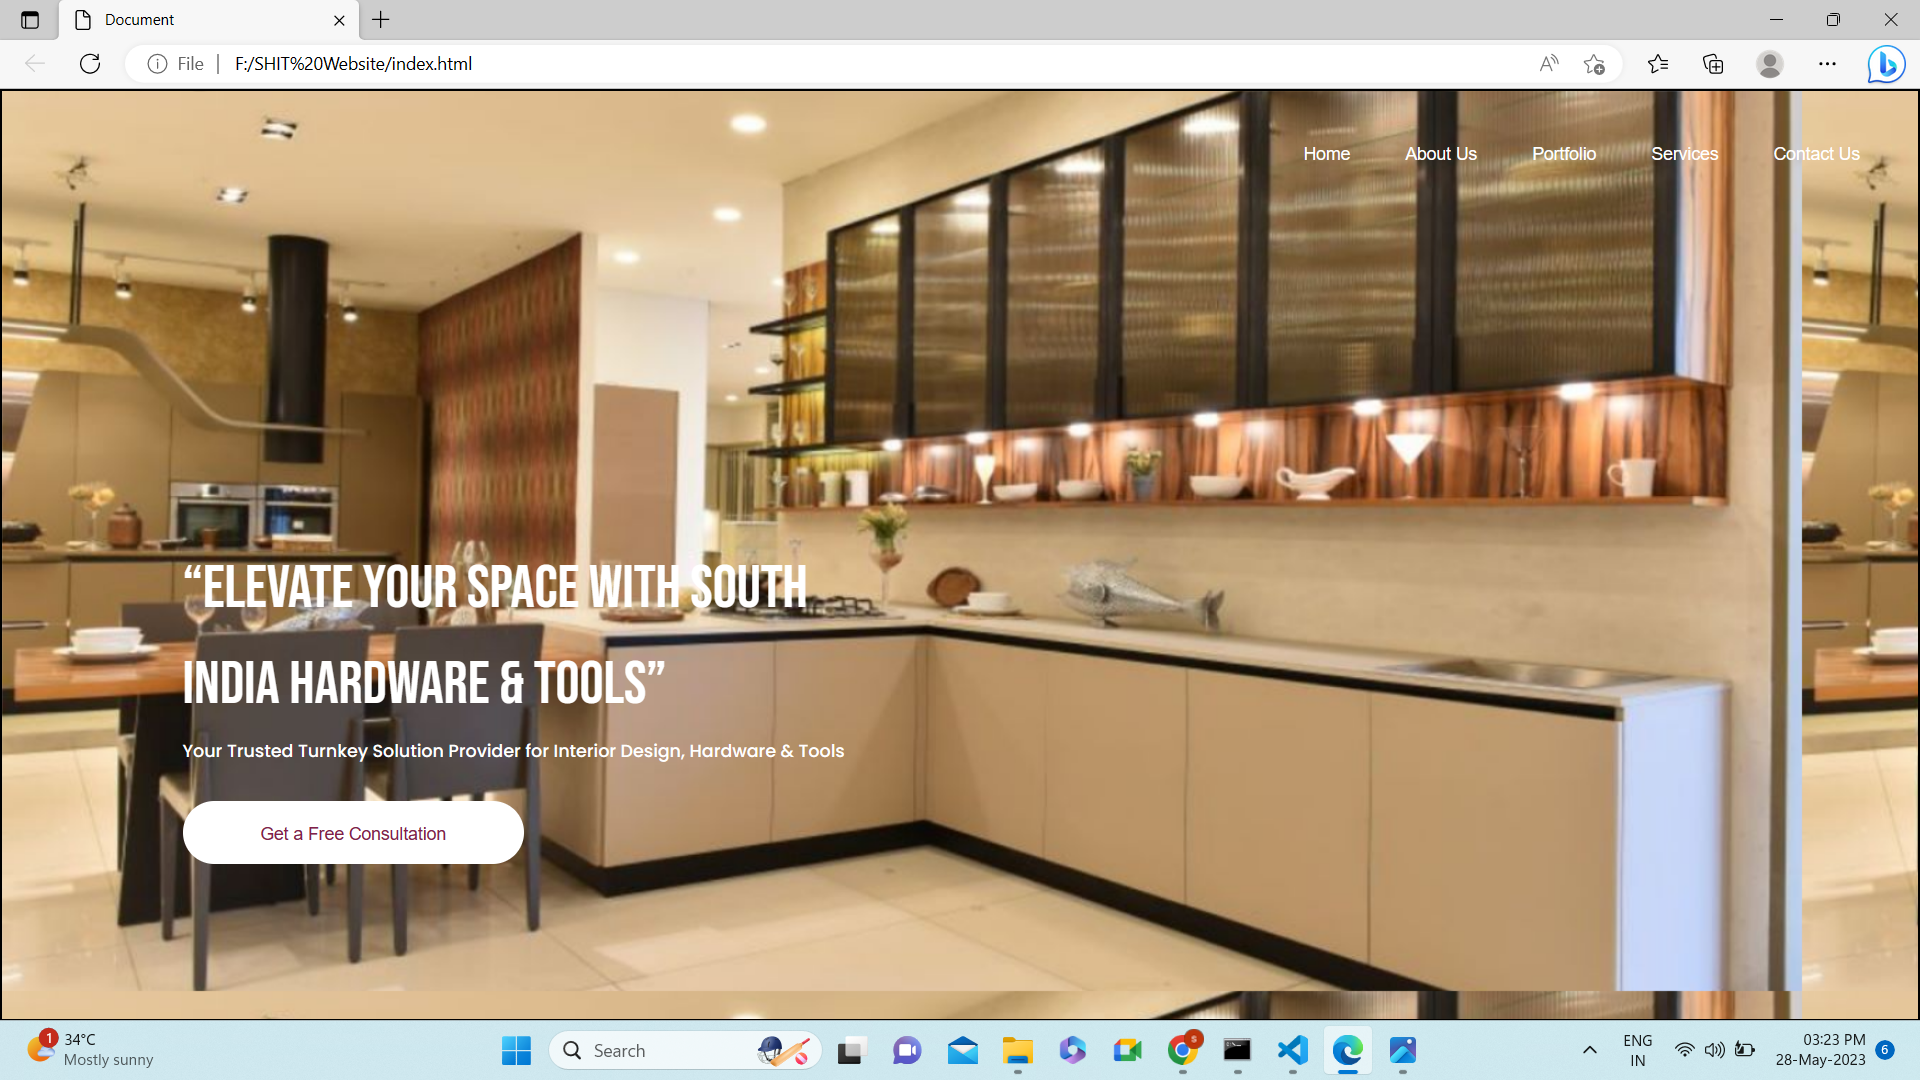 Document
File
F:/SHIT%20Website/index.html
Home About Us Portfolio Services Contact Us
“ELEVATE YOUR SPACE WITH SOUTH
INDIA HARDWARE & TOOLS”
Your Trusted Turnkey Solution Provider for Interior Design, Hardware & Tools
Get a Free Consultation
1
34°C
Mostly sunny
Search
S
ENG
IN
03:23 PM
28-May-2023
6